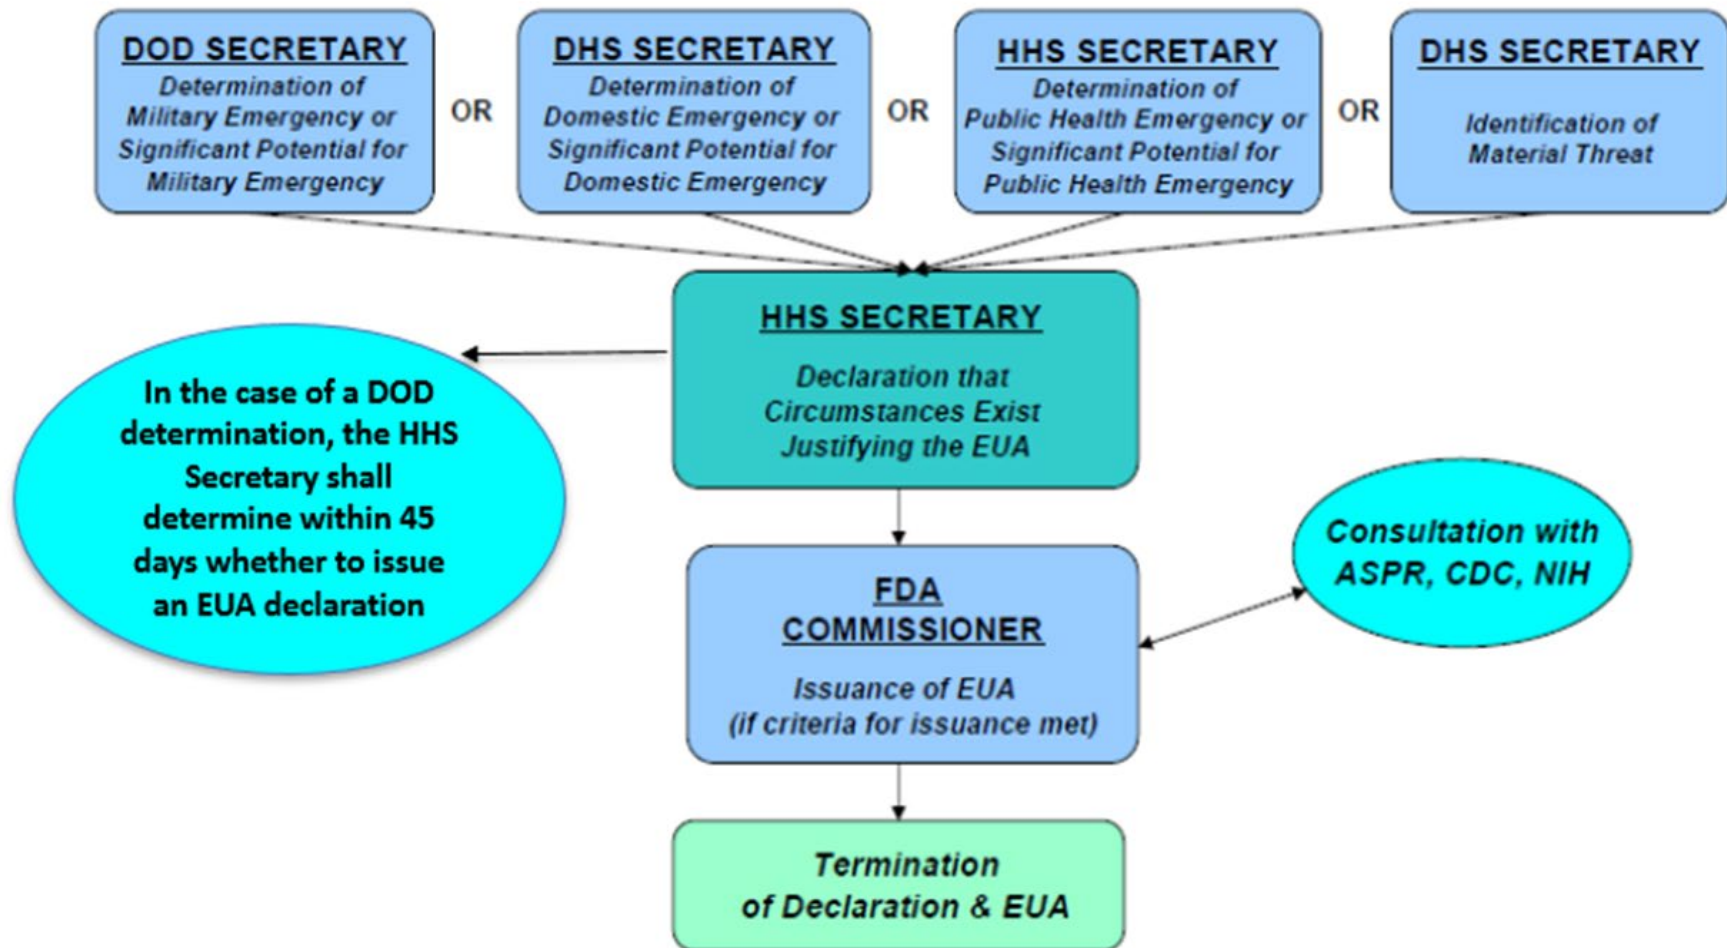 DOD SECRETARY
Determination of
Military Emergency or
Significant Potential for
Military Emergency
OR
DHS SECRETARY
Determination of
Domestic Emergency or
Significant Potential for
Domestic Emergency
OR
HHS SECRETARY
Determination of
Public Health Emergency or
Significant Potential for
Public Health Emergency
OR
DHS SECRETARY
Identification of
Material Threat
HHS SECRETARY
Declaration that
Circumstances Exist
Justifying the EUA
In the case of a DOD
determination, the HHS
Secretary shall
determine within 45
days whether to issue
an EUA declaration
FDA
COMMISSIONER
Issuance of EUA
(if criteria for issuance met)
Consultation with
ASPR, CDC, NIH
Termination
of Declaration & EUA